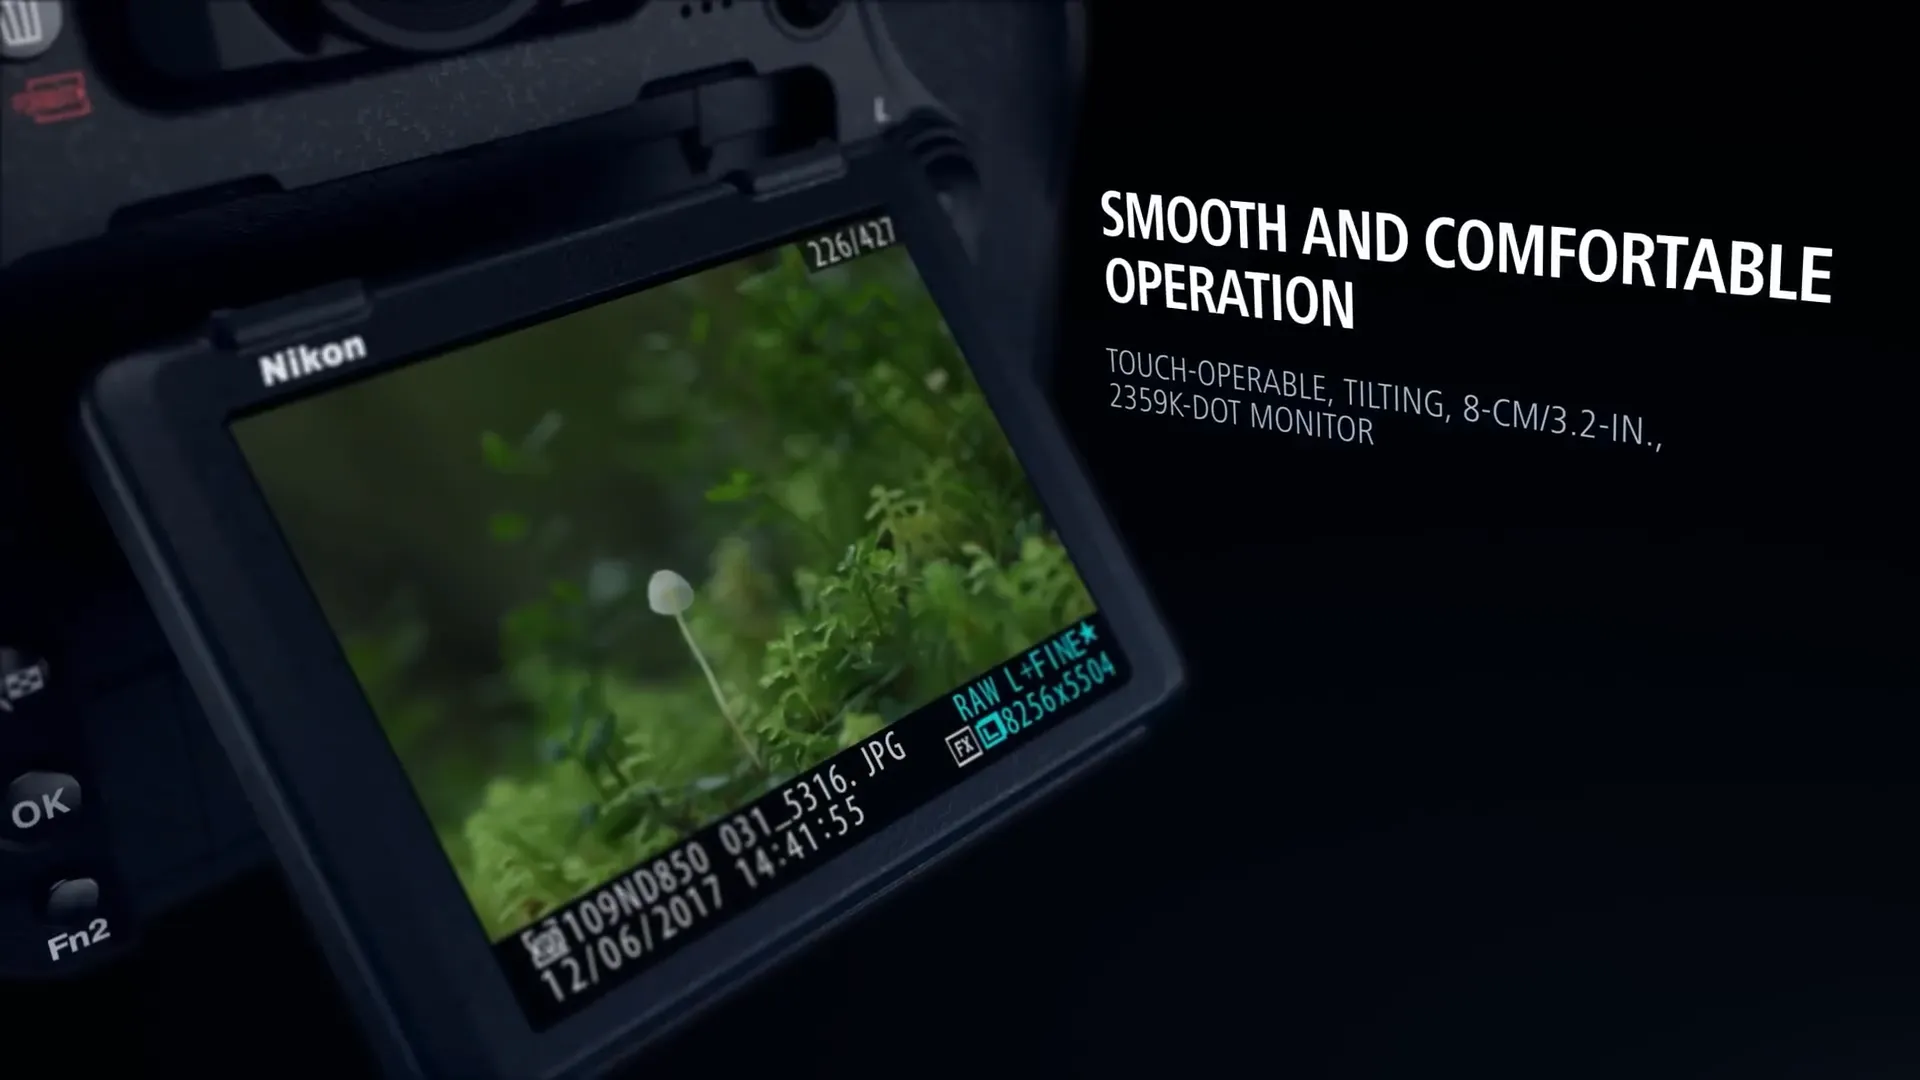 L
SMOOTH AND COMFORTABLE
OPERATION
TOUCH-OPERABLE, TILTING, 8-CM/3.2-IN.,
2359K-DOT MONITOR
Nikon
226/427
RAW L+FINE★
FX L 8256x5504
109ND850 031_5316.JPG
12/06/2017 14:41:55
OK
Fn2